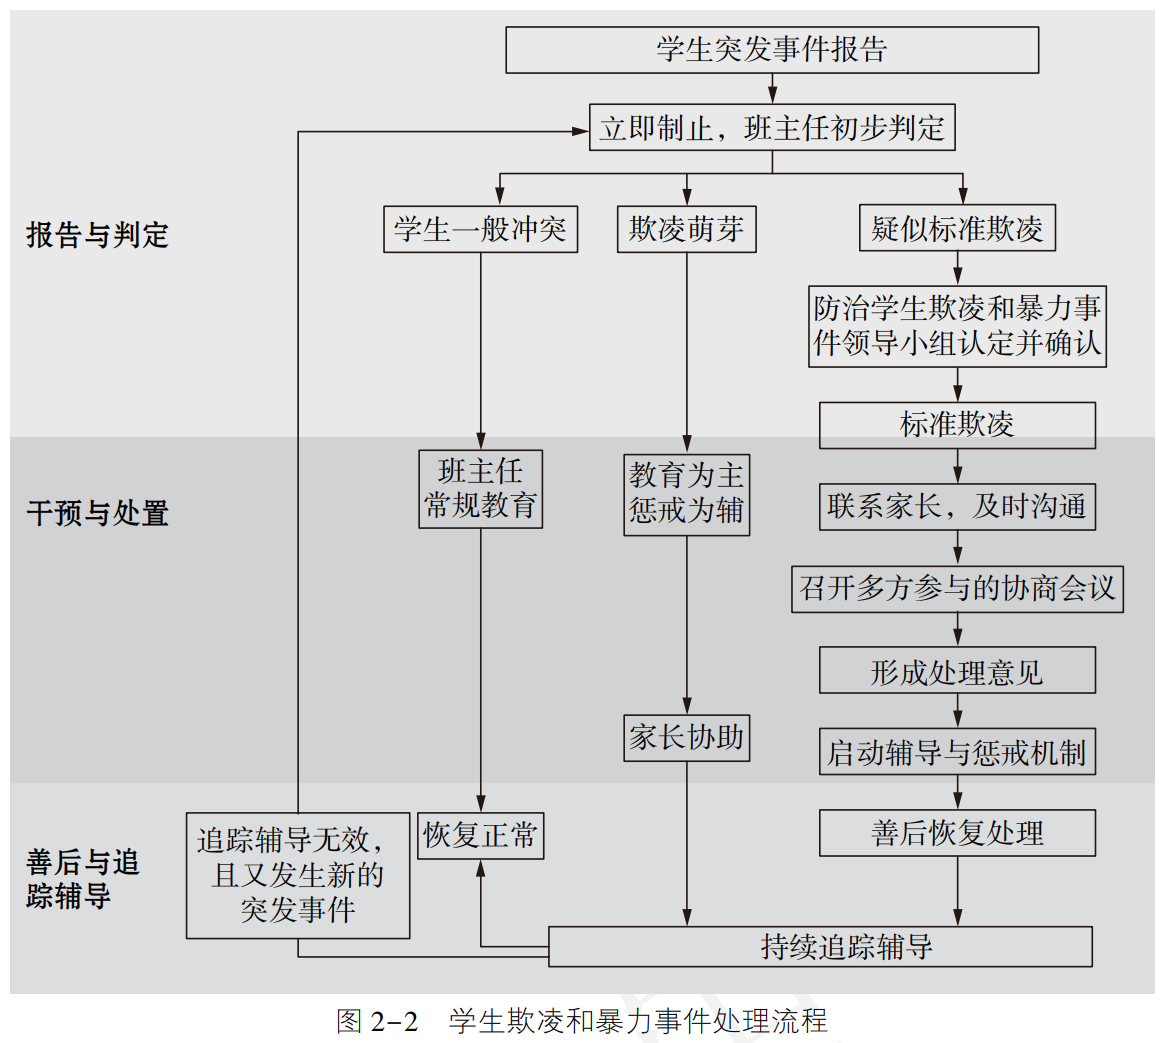 学生突发事件报告
立即制止，班主任初步判定
报告与判定
学生一般冲突
欺凌萌芽
疑似标准欺凌
防治学生欺凌和暴力事
件领导小组认定并确认
标准欺凌
干预与处置
班主任
常规教育
教育为主
惩戒为辅
联系家长，及时沟通
召开多方参与的协商会议
形成处理意见
家长协助
启动辅导与惩戒机制
善后与追
踪辅导
追踪辅导无效，
且又发生新的
突发事件
恢复正常
善后恢复处理
持续追踪辅导
图 2-2 学生欺凌和暴力事件处理流程